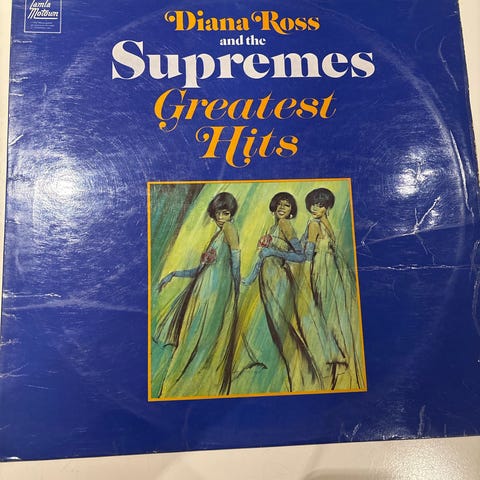 Tamla
Motown
Diana Ross
and the
Supremes
Greatest
Hits